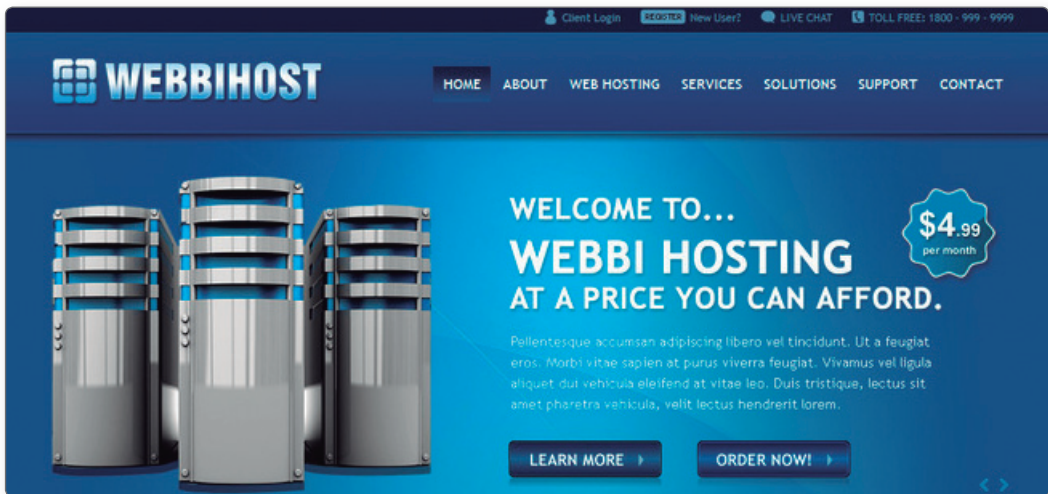 Client Login REGISTER New User? LIVE CHAT TOLL FREE: 1800 - 999 - 9999
WEBBIHOST
HOME ABOUT WEB HOSTING SERVICES SOLUTIONS SUPPORT CONTACT
WELCOME TO...
WEBBI HOSTING
AT A PRICE YOU CAN AFFORD.
$4.99
per month
Pellentesque accumsan adipiscing libero vel tincidunt. Ut a feugiat
eros. Morbi vitae sapien at purus viverra feugiat. Vivamus vel ligula
aliquet dui vehicula eleifend at vitae leo. Duis tristique, lectus sit
amet pharetra vehicula, velit lectus hendrerit lorem.
LEARN MORE ORDER NOW!